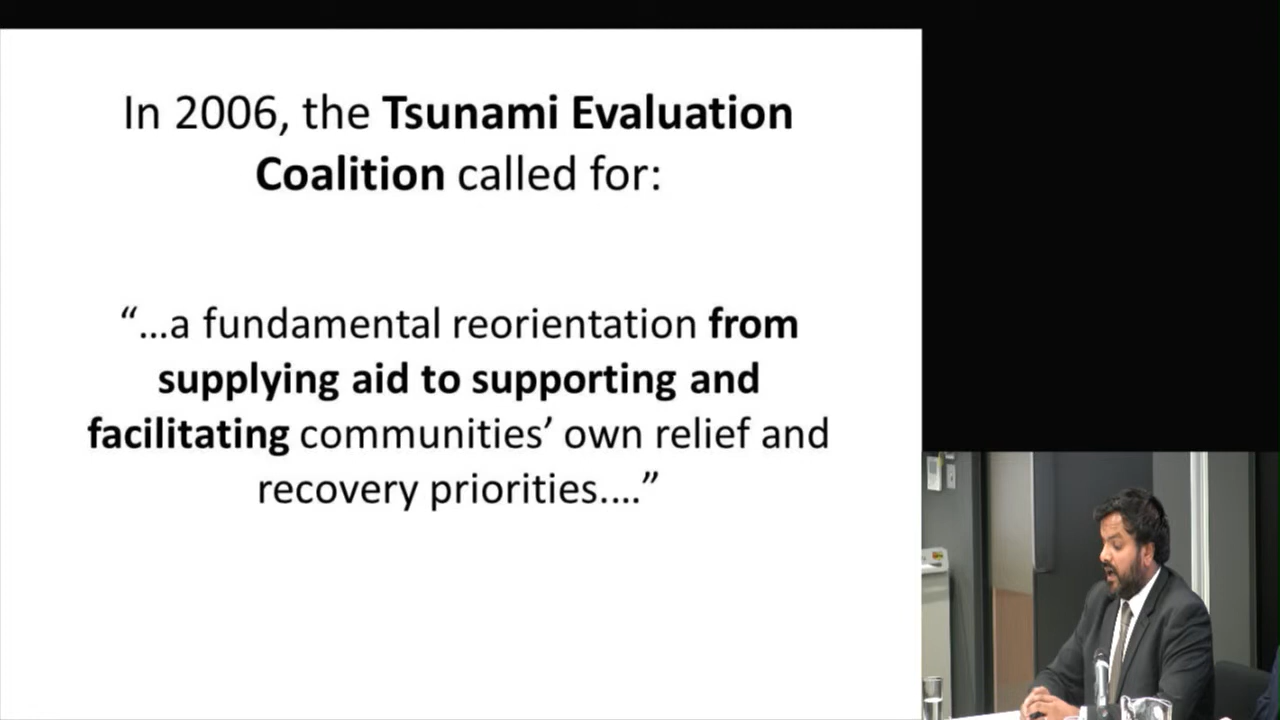 In 2006, the Tsunami Evaluation
Coalition called for:
“…a fundamental reorientation from
supplying aid to supporting and
facilitating communities’ own relief and
recovery priorities.…”